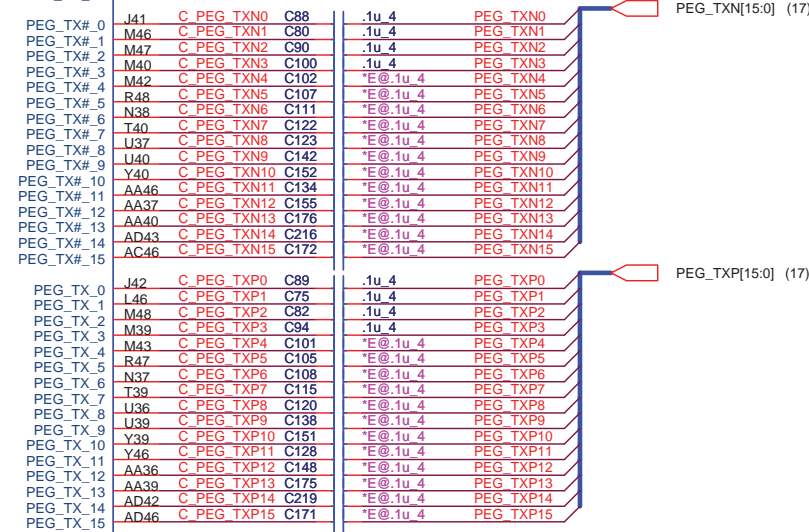 PEG_TXN[15:0] (17)
PEG_TX#_0 J41 C_PEG_TXN0 C88 .1u_4 PEG_TXN0
PEG_TX#_1 M46 C_PEG_TXN1 C80 .1u_4 PEG_TXN1
PEG_TX#_2 M47 C_PEG_TXN2 C90 .1u_4 PEG_TXN2
PEG_TX#_3 M40 C_PEG_TXN3 C100 .1u_4 PEG_TXN3
PEG_TX#_4 M42 C_PEG_TXN4 C102 *E@.1u_4 PEG_TXN4
PEG_TX#_5 R48 C_PEG_TXN5 C107 *E@.1u_4 PEG_TXN5
PEG_TX#_6 N38 C_PEG_TXN6 C111 *E@.1u_4 PEG_TXN6
PEG_TX#_7 T40 C_PEG_TXN7 C122 *E@.1u_4 PEG_TXN7
PEG_TX#_8 U37 C_PEG_TXN8 C123 *E@.1u_4 PEG_TXN8
PEG_TX#_9 U40 C_PEG_TXN9 C142 *E@.1u_4 PEG_TXN9
PEG_TX#_10 Y40 C_PEG_TXN10 C152 *E@.1u_4 PEG_TXN10
PEG_TX#_11 AA46 C_PEG_TXN11 C134 *E@.1u_4 PEG_TXN11
PEG_TX#_12 AA37 C_PEG_TXN12 C155 *E@.1u_4 PEG_TXN12
PEG_TX#_13 AA40 C_PEG_TXN13 C176 *E@.1u_4 PEG_TXN13
PEG_TX#_14 AD43 C_PEG_TXN14 C216 *E@.1u_4 PEG_TXN14
PEG_TX#_15 AC46 C_PEG_TXN15 C172 *E@.1u_4 PEG_TXN15
PEG_TXP[15:0] (17)
PEG_TX_0 J42 C_PEG_TXP0 C89 .1u_4 PEG_TXP0
PEG_TX_1 L46 C_PEG_TXP1 C75 .1u_4 PEG_TXP1
PEG_TX_2 M48 C_PEG_TXP2 C82 .1u_4 PEG_TXP2
PEG_TX_3 M39 C_PEG_TXP3 C94 .1u_4 PEG_TXP3
PEG_TX_4 M43 C_PEG_TXP4 C101 *E@.1u_4 PEG_TXP4
PEG_TX_5 R47 C_PEG_TXP5 C105 *E@.1u_4 PEG_TXP5
PEG_TX_6 N37 C_PEG_TXP6 C108 *E@.1u_4 PEG_TXP6
PEG_TX_7 T39 C_PEG_TXP7 C115 *E@.1u_4 PEG_TXP7
PEG_TX_8 U36 C_PEG_TXP8 C120 *E@.1u_4 PEG_TXP8
PEG_TX_9 U39 C_PEG_TXP9 C138 *E@.1u_4 PEG_TXP9
PEG_TX_10 Y39 C_PEG_TXP10 C151 *E@.1u_4 PEG_TXP10
PEG_TX_11 Y46 C_PEG_TXP11 C128 *E@.1u_4 PEG_TXP11
PEG_TX_12 AA36 C_PEG_TXP12 C148 *E@.1u_4 PEG_TXP12
PEG_TX_13 AA39 C_PEG_TXP13 C175 *E@.1u_4 PEG_TXP13
PEG_TX_14 AD42 C_PEG_TXP14 C219 *E@.1u_4 PEG_TXP14
PEG_TX_15 AD46 C_PEG_TXP15 C171 *E@.1u_4 PEG_TXP15